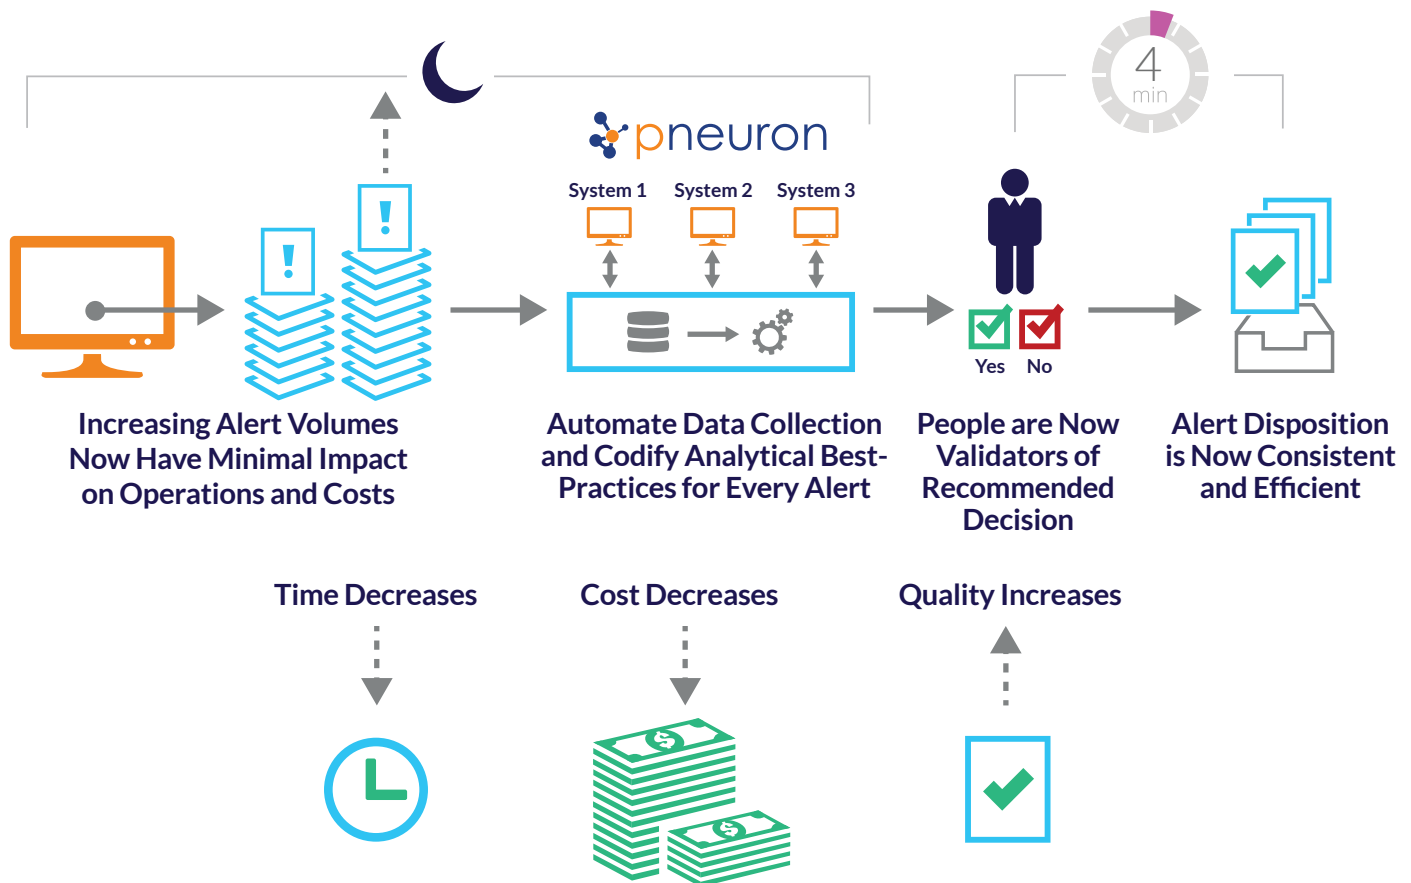 4
min
pneuron
System 1
System 2
System 3
!
!
Yes
No
Increasing Alert Volumes
Now Have Minimal Impact
on Operations and Costs
Automate Data Collection
and Codify Analytical Best-
Practices for Every Alert
People are Now
Validators of
Recommended
Decision
Alert Disposition
is Now Consistent
and Efficient
Time Decreases
Cost Decreases
Quality Increases
$
$